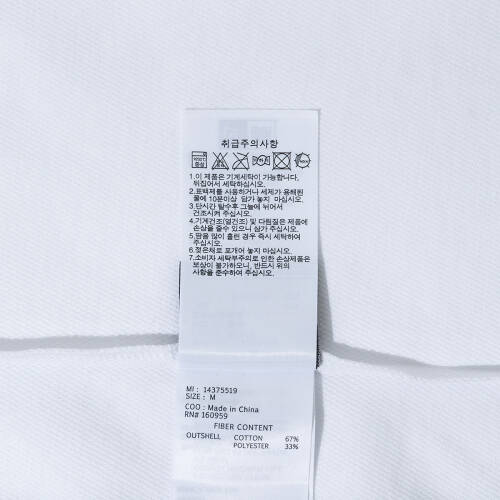 취급주의사항
1.이 제품은 기계세탁이 가능합니다.
뒤집어서 세탁하십시오.
2.표백제를 사용하거나 세제가 용해된
물에 10분이상 담가 놓지 마십시오.
3.단시간 탈수후 그늘에 뉘어서
건조시켜 주십시오.
4.기계건조(열건조) 및 다림질은 제품에
손상을 줄수 있으니 삼가 주십시오.
5.땀을 많이 흘린 경우 즉시 세탁하여
주십시오.
6.젖은채로 포개어 놓지 마십시오.
7.소비자 세탁부주의로 인한 손상제품은
보상이 불가하오니, 반드시 위의
사항을 준수하여 주십시오.
MI : 14375519
SIZE : M
COO : Made in China
RN# 160959
FIBER CONTENT
OUTSHELL COTTON 67%
POLYESTER 33%